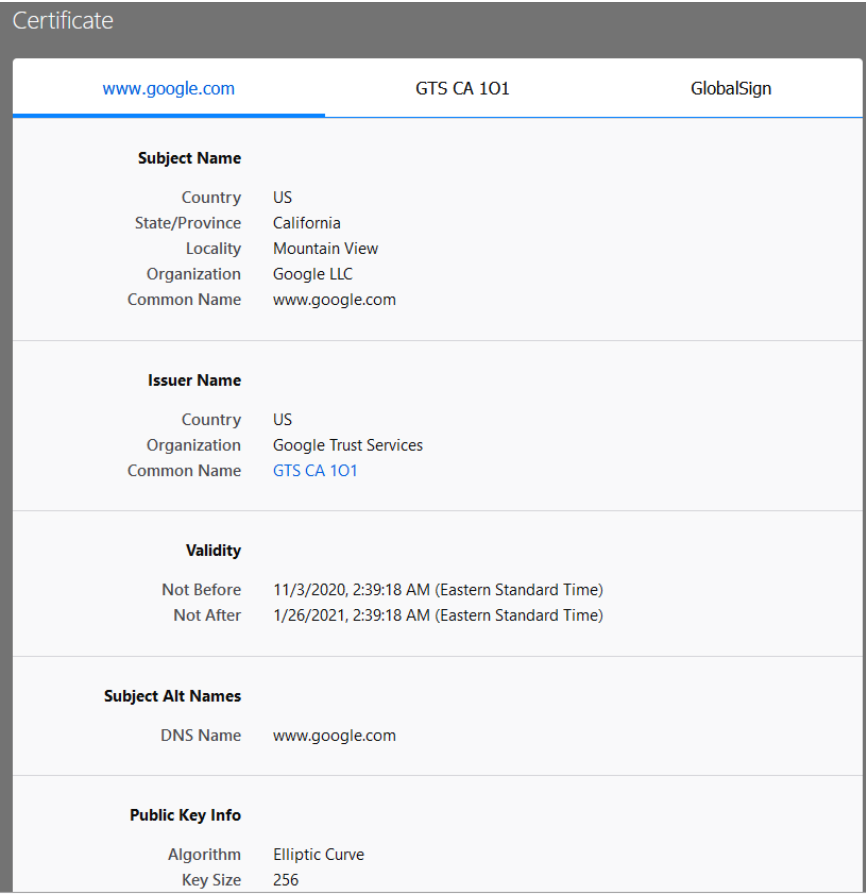 Certificate
www.google.com GTS CA 1O1 GlobalSign
Subject Name
Country US
State/Province California
Locality Mountain View
Organization Google LLC
Common Name www.google.com
Issuer Name
Country US
Organization Google Trust Services
Common Name GTS CA 1O1
Validity
Not Before 11/3/2020, 2:39:18 AM (Eastern Standard Time)
Not After 1/26/2021, 2:39:18 AM (Eastern Standard Time)
Subject Alt Names
DNS Name www.google.com
Public Key Info
Algorithm Elliptic Curve
Key Size 256